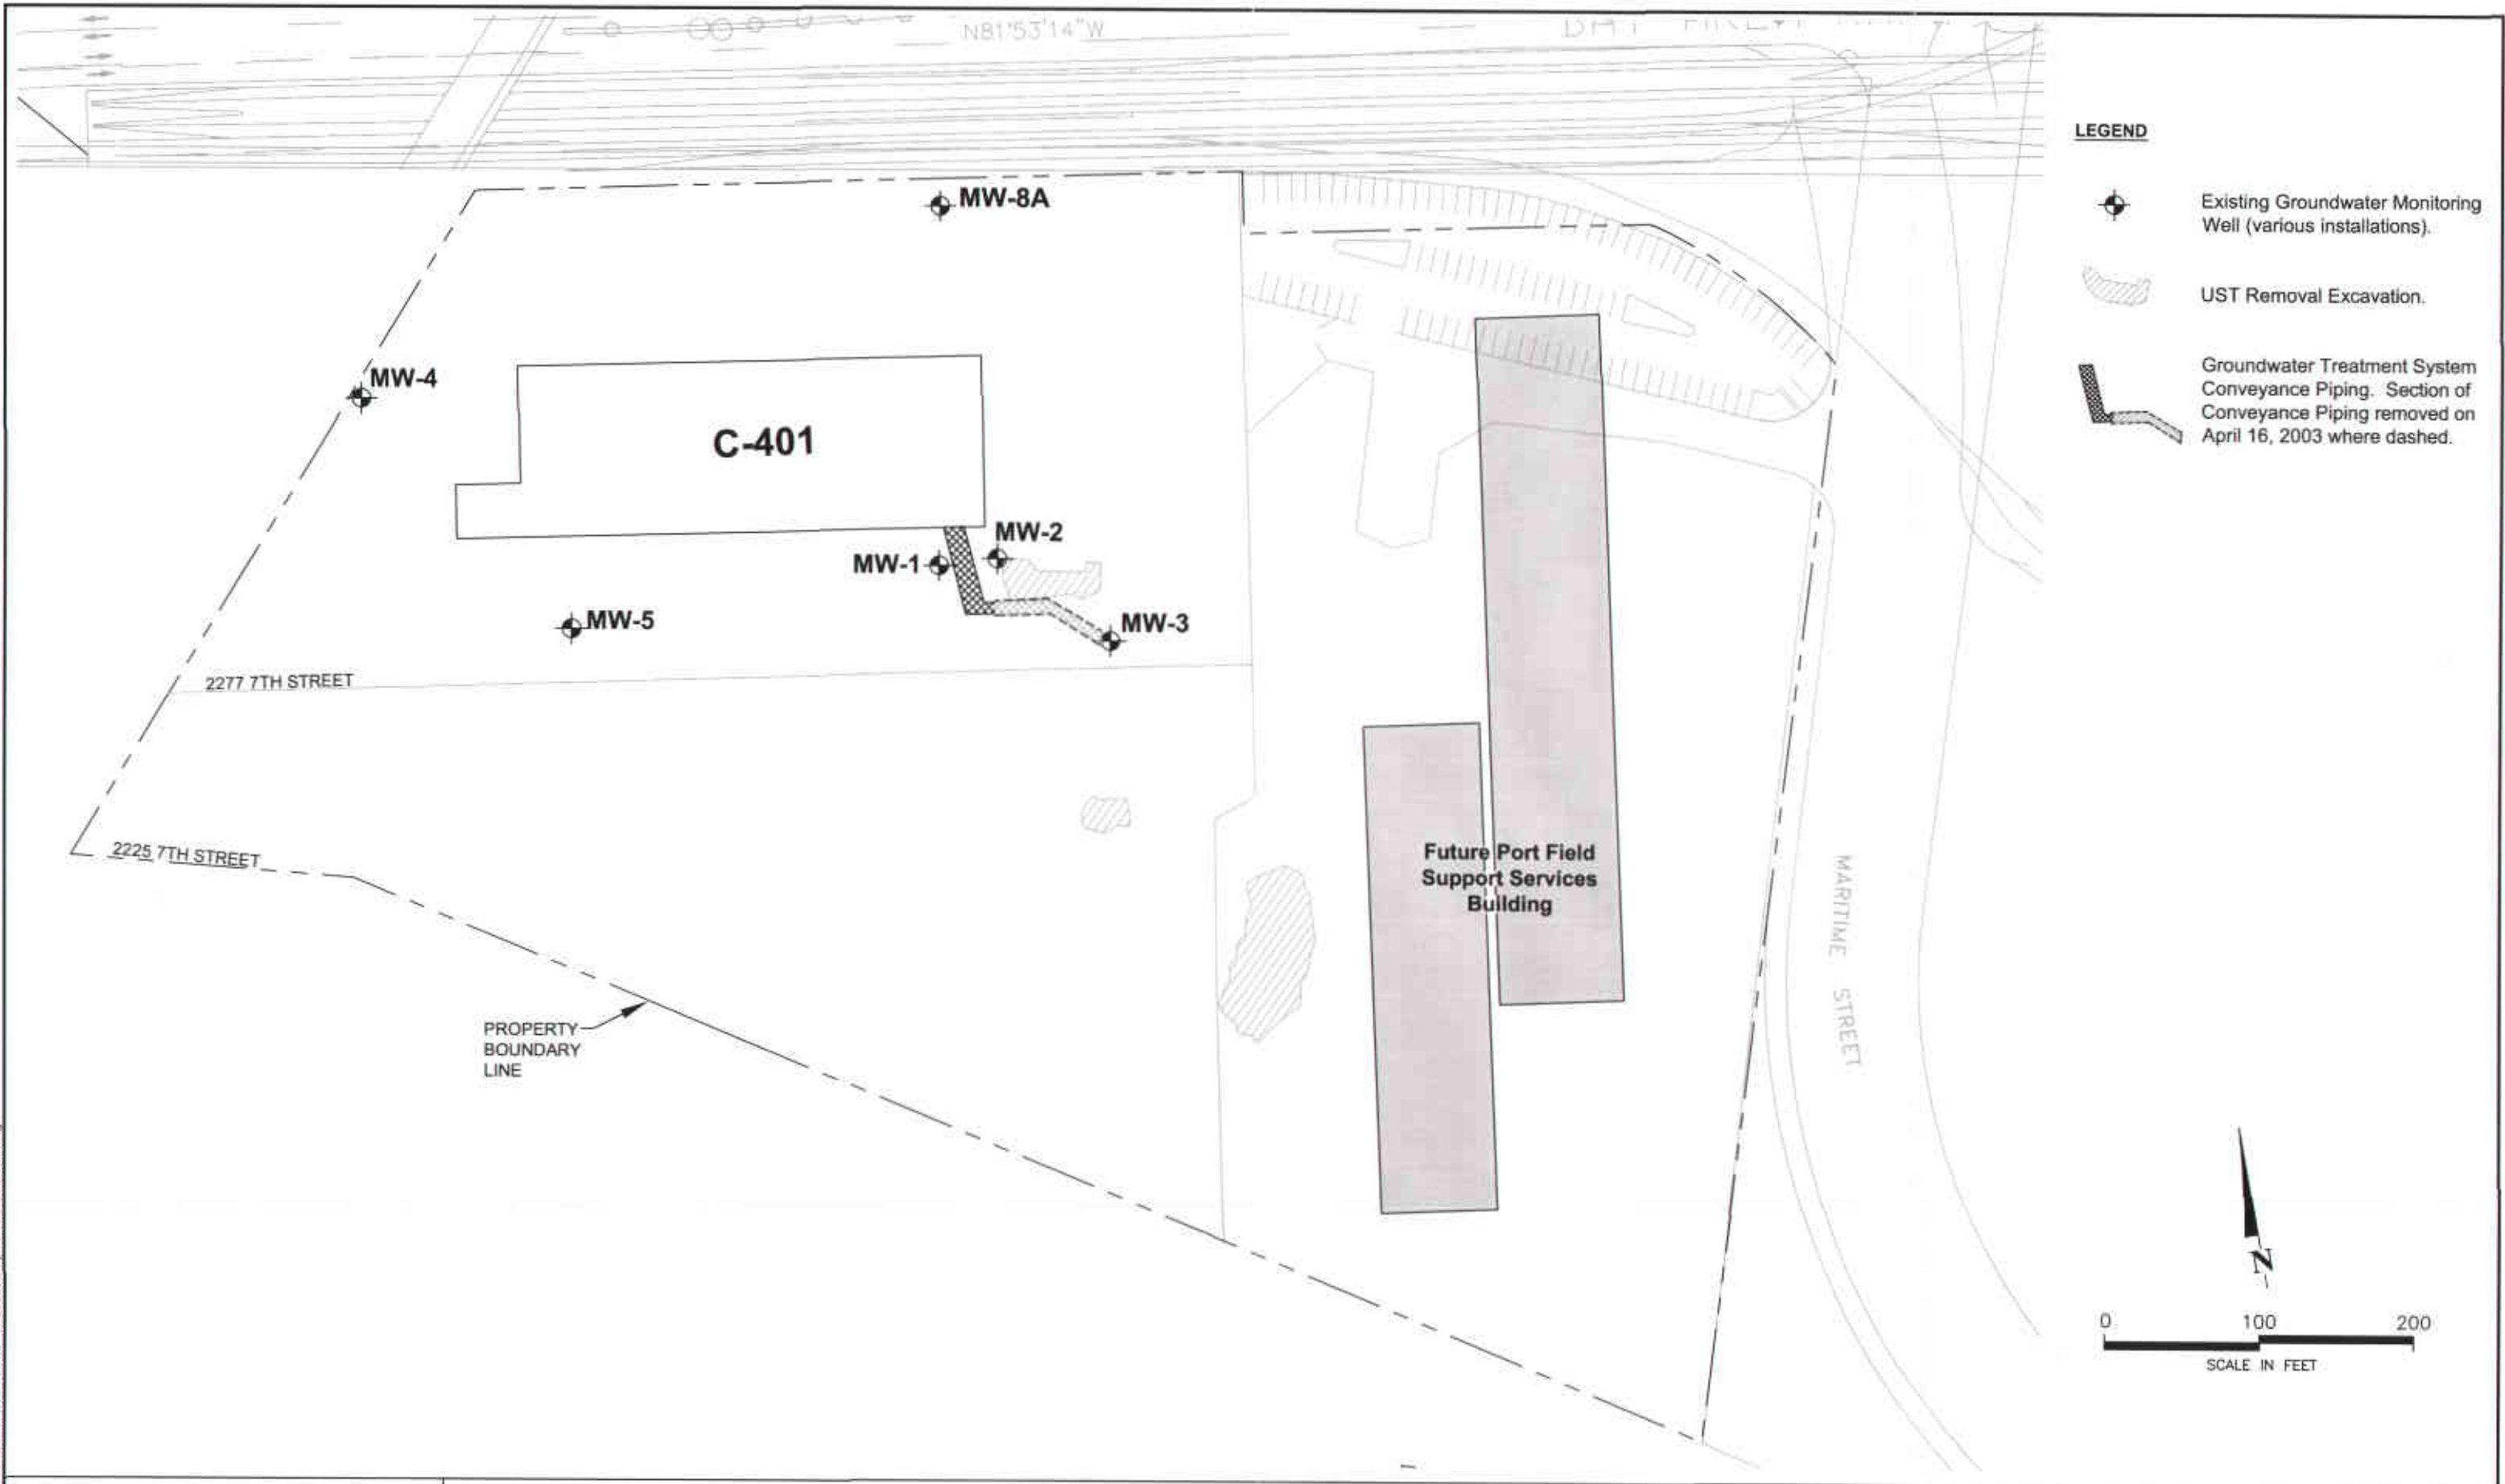 N81°53'14"W
LEGEND
MW-8A
Existing Groundwater Monitoring
Well (various installations).
UST Removal Excavation.
Groundwater Treatment System
Conveyance Piping. Section of
Conveyance Piping removed on
April 16, 2003 where dashed.
MW-4
C-401
MW-2
MW-1
MW-5
MW-3
2277 7TH STREET
2225 7TH STREET
Future Port Field
Support Services
Building
MARITIME STREET
PROPERTY
BOUNDARY
LINE
N
0 100 200
SCALE IN FEET